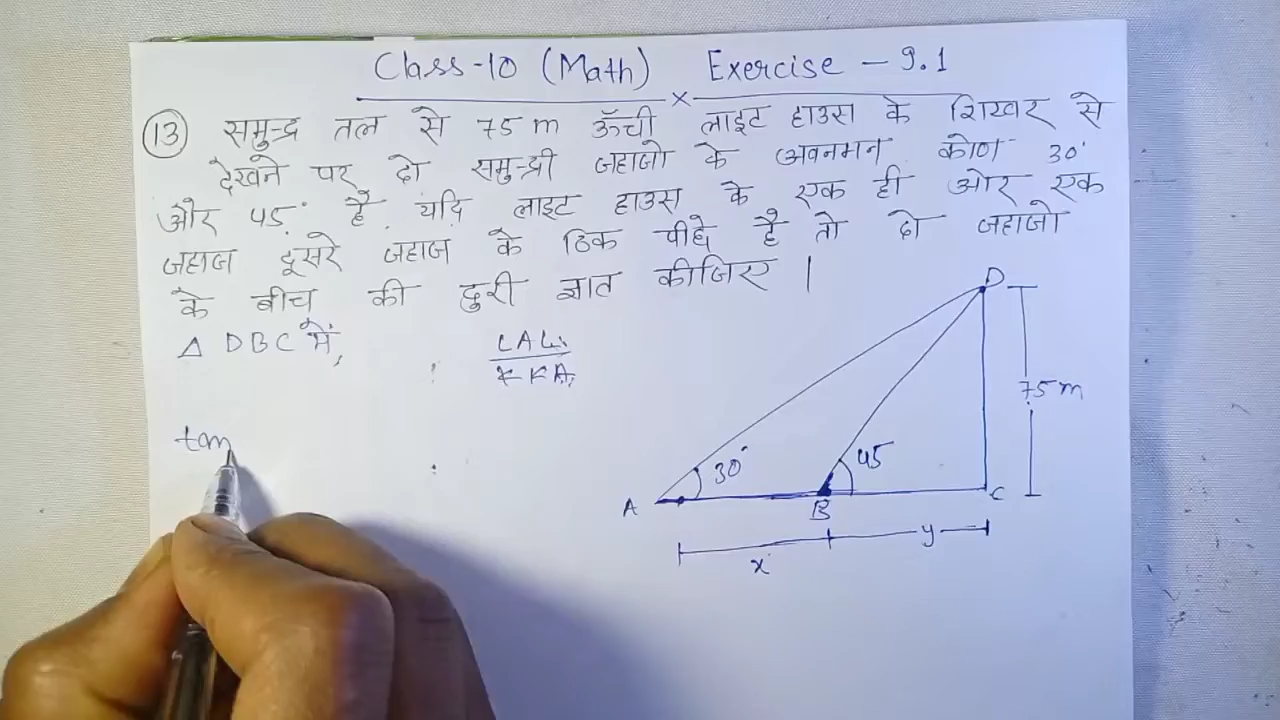 Class-10 (Math) × Exercise - 9.1
13 समुन्द्र तल से 75 m ऊँची लाइट हाउस के शिखर से
देखने पर दो समुन्द्री जहाजो के अवनमन कोण 30°
और 45° है यदि लाइट हाउस के एक ही ओर एक
जहाज दूसरे जहाज के ठिक पीछे है तो दो जहाजो
के बीच की दुरी ज्ञात कीजिए |
Δ DBC में,
tan
D
75 m
30°
45
A
B
C
x
y